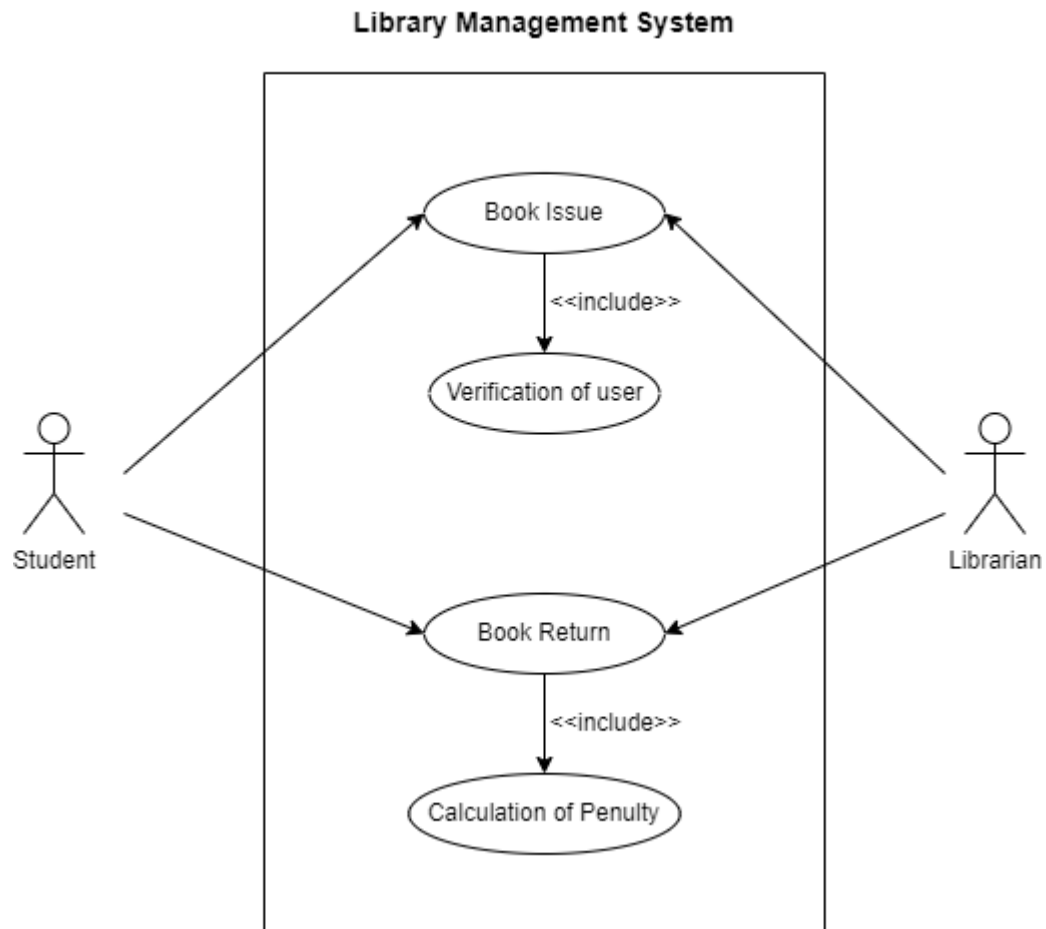 Library Management System
Book Issue
<<include>>
Verification of user
Student
Librarian
Book Return
<<include>>
Calculation of Penulty